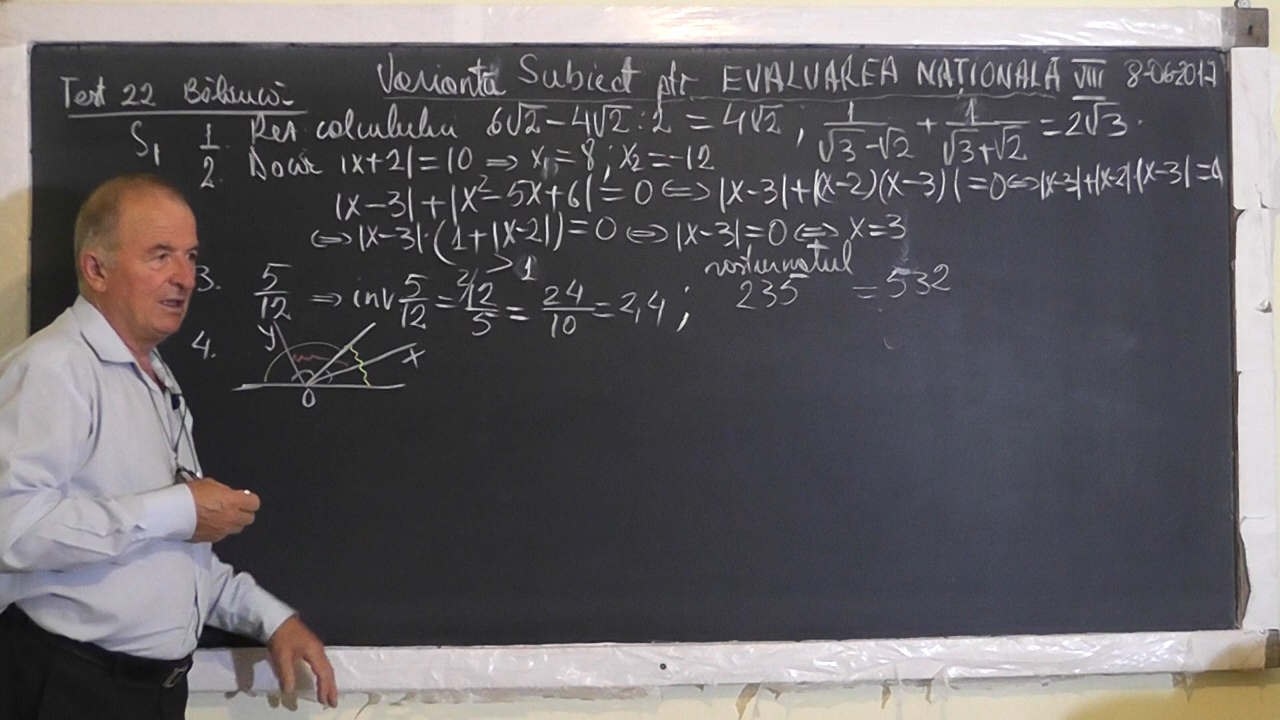 Varianta Subiect ptr EVALUAREA NAȚIONALĂ VIII 8-06-2017
Test 22
S₁ 1. Rez calculului 6√2 − 4√2 : 2 = 4√2 ; 1/(√3−√2) + 1/(√3+√2) = 2√3.
2. Dacă |x+2| = 10 ⇒ x₁ = 8 ; x₂ = −12
|x−3| + |x²−5x+6| = 0 ⇔ |x−3| + |(x−2)(x−3)| = 0 ⇔ |x−3|+|x−2|·|x−3| = 0
⇔ |x−3|·(1+|x−2|) = 0 ⇔ |x−3| = 0 ⇔ x = 3
> 1
3. 5/12 ⇒ inv 5/12 = 12/5 = 24/10 = 2,4 ; răsturnatul 235 = 532
4. y x
O